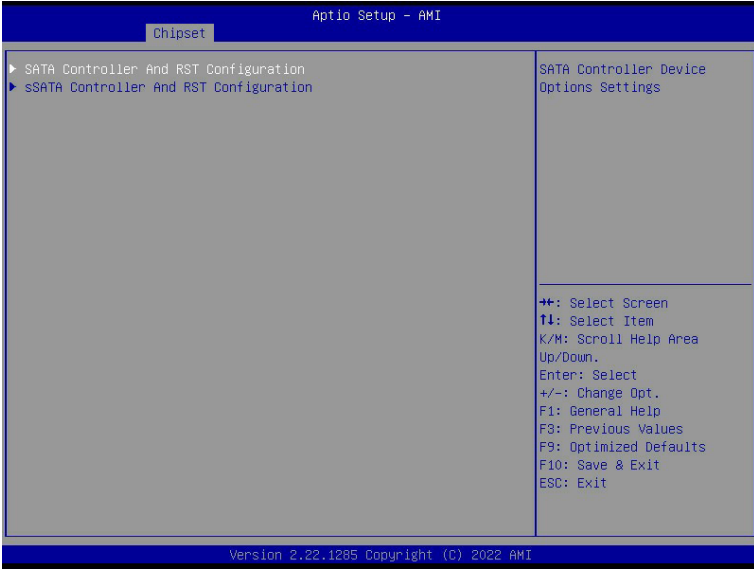 Aptio Setup – AMI
Chipset
SATA Controller And RST Configuration
sSATA Controller And RST Configuration
SATA Controller Device
Options Settings
→←: Select Screen
↑↓: Select Item
K/M: Scroll Help Area
Up/Down.
Enter: Select
+/-: Change Opt.
F1: General Help
F3: Previous Values
F9: Optimized Defaults
F10: Save & Exit
ESC: Exit
Version 2.22.1285 Copyright (C) 2022 AMI